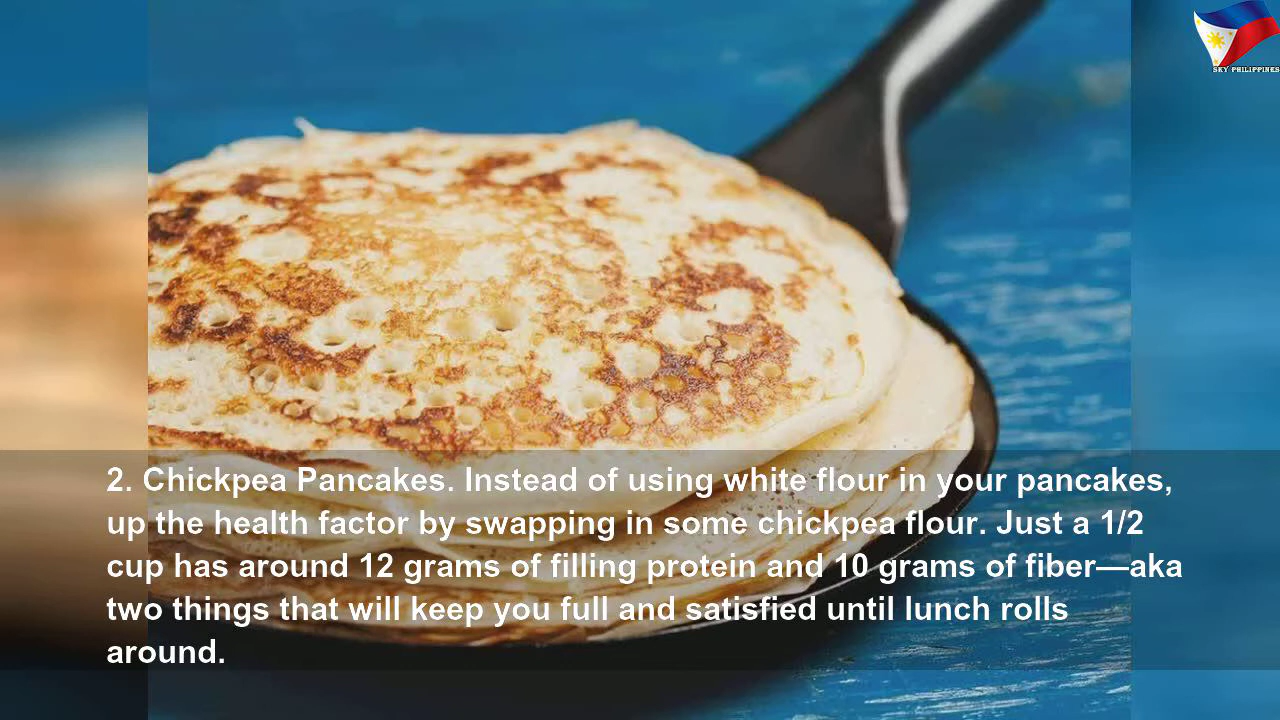 SKY PHILIPPINES
2. Chickpea Pancakes. Instead of using white flour in your pancakes,
up the health factor by swapping in some chickpea flour. Just a 1/2
cup has around 12 grams of filling protein and 10 grams of fiber—aka
two things that will keep you full and satisfied until lunch rolls
around.